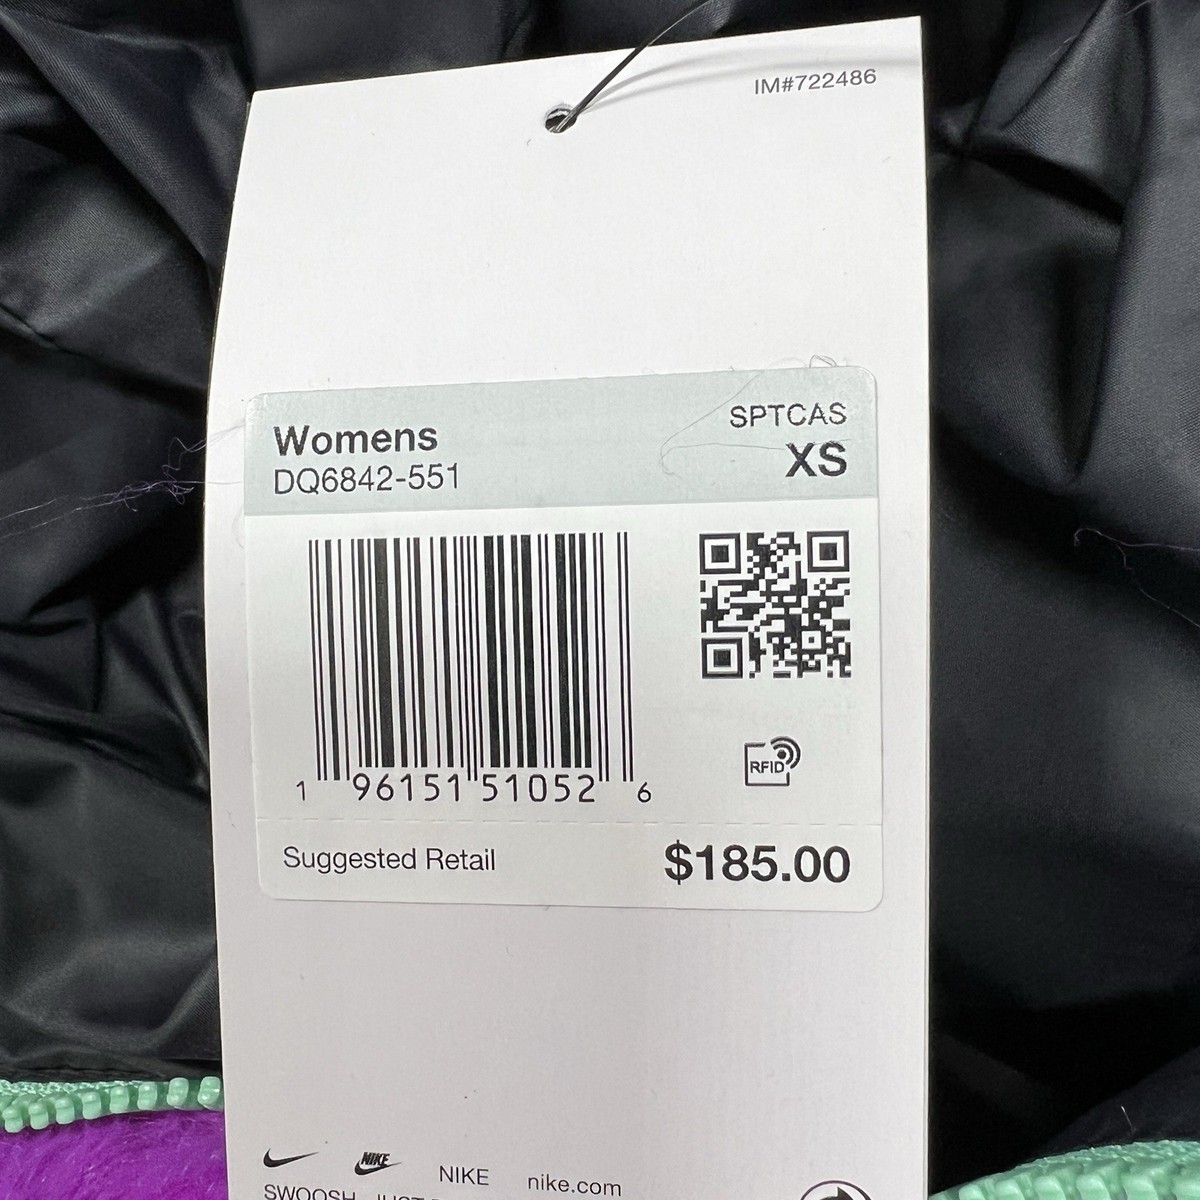 IM#722486
Womens
DQ6842-551
SPTCAS
XS
1 96151 51052 6
RFID
Suggested Retail
$185.00
NIKE NIKE nike.com
SWOOSH JUST